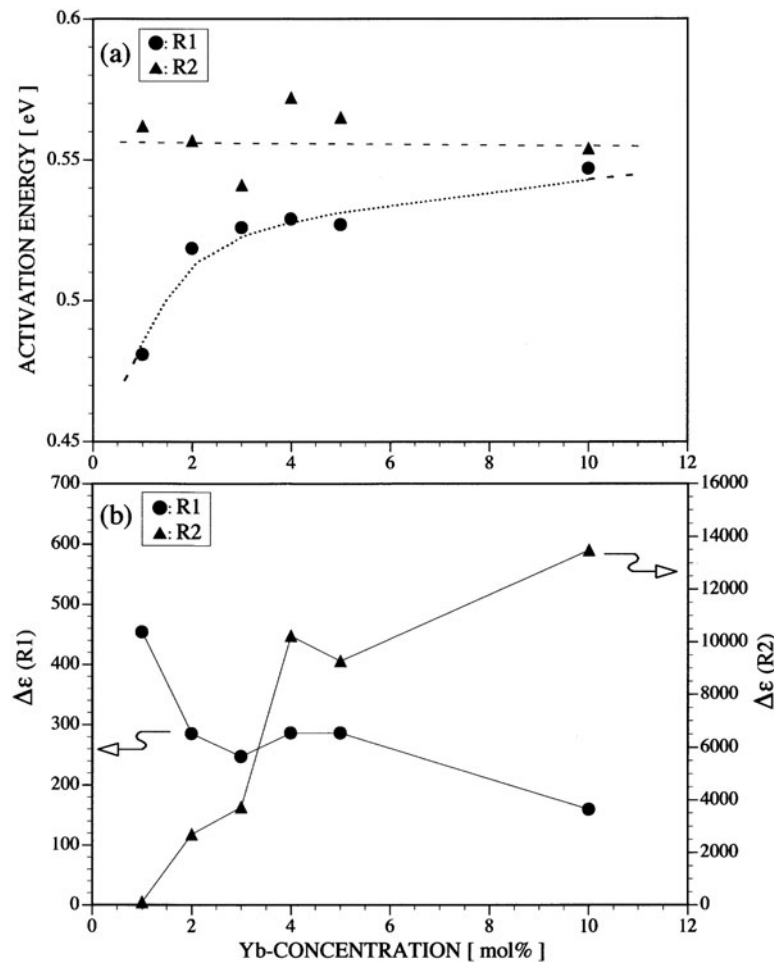 0.6
(a)
●: R1
▲: R2
0.55
0.5
0.45
ACTIVATION ENERGY [ eV ]
0 2 4 6 8 10 12
700
600
500
400
300
200
100
0
Δε (R1)
(b)
●: R1
▲: R2
16000
14000
12000
10000
8000
6000
4000
2000
0
Δε (R2)
0 2 4 6 8 10 12
Yb-CONCENTRATION [ mol% ]